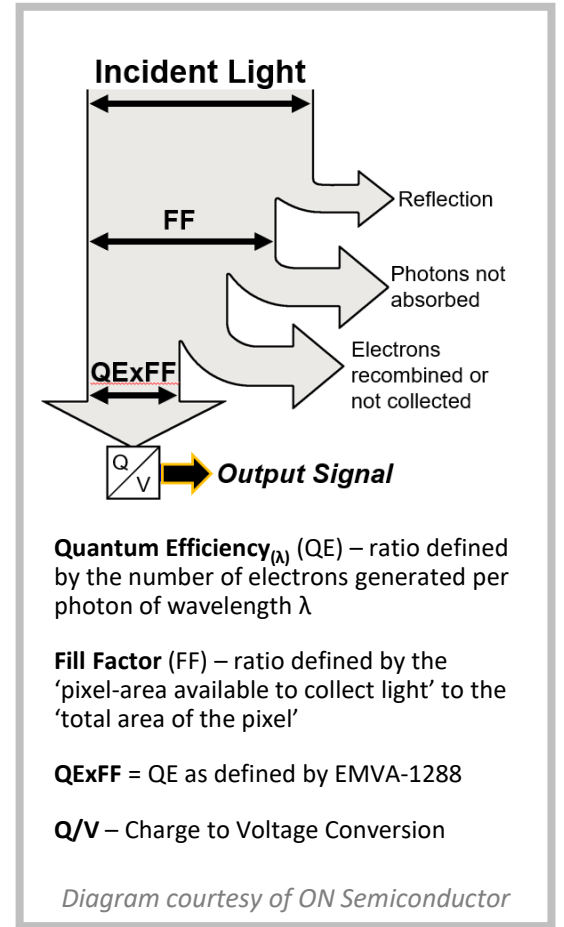 Incident Light
Reflection
FF
Photons not
absorbed
Electrons
recombined or
not collected
QExFF
Q/V
Output Signal
Quantum Efficiency(λ) (QE) – ratio defined
by the number of electrons generated per
photon of wavelength λ
Fill Factor (FF) – ratio defined by the
‘pixel-area available to collect light’ to the
‘total area of the pixel’
QExFF = QE as defined by EMVA-1288
Q/V – Charge to Voltage Conversion
Diagram courtesy of ON Semiconductor